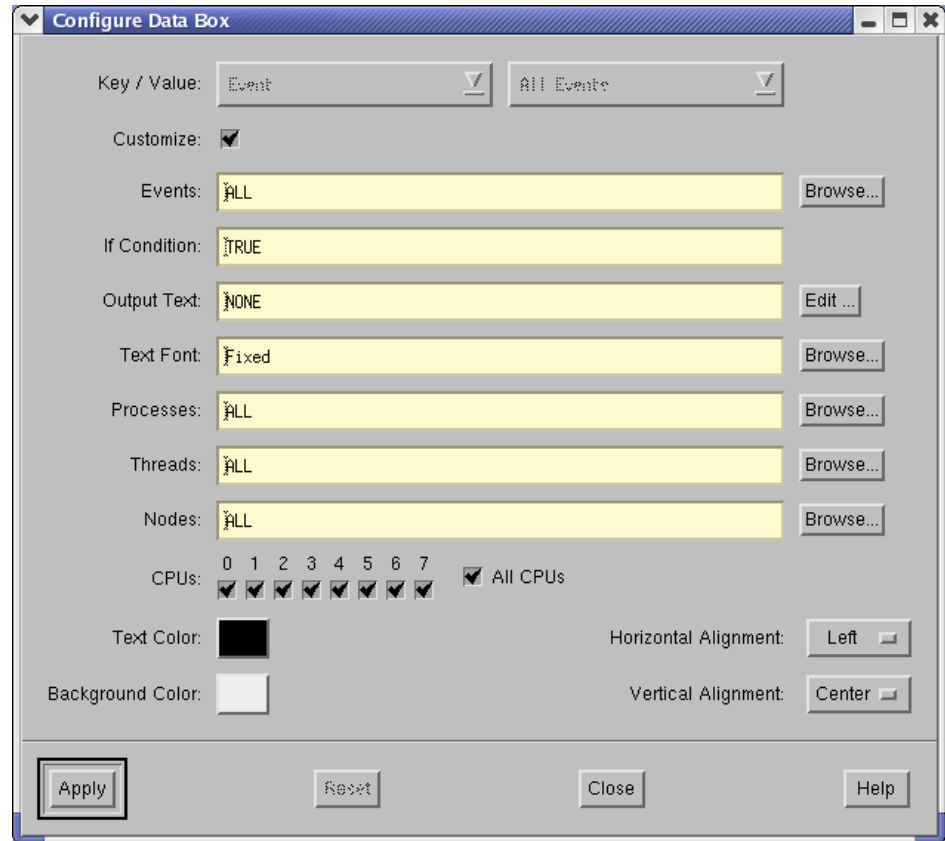 Configure Data Box
Key / Value: Event All Events
Customize:
Events: ALL Browse...
If Condition: TRUE
Output Text: NONE Edit ...
Text Font: Fixed Browse...
Processes: ALL Browse...
Threads: ALL Browse...
Nodes: ALL Browse...
0 1 2 3 4 5 6 7
CPUs: All CPUs
Text Color: Horizontal Alignment: Left
Background Color: Vertical Alignment: Center
Apply Reset Close Help